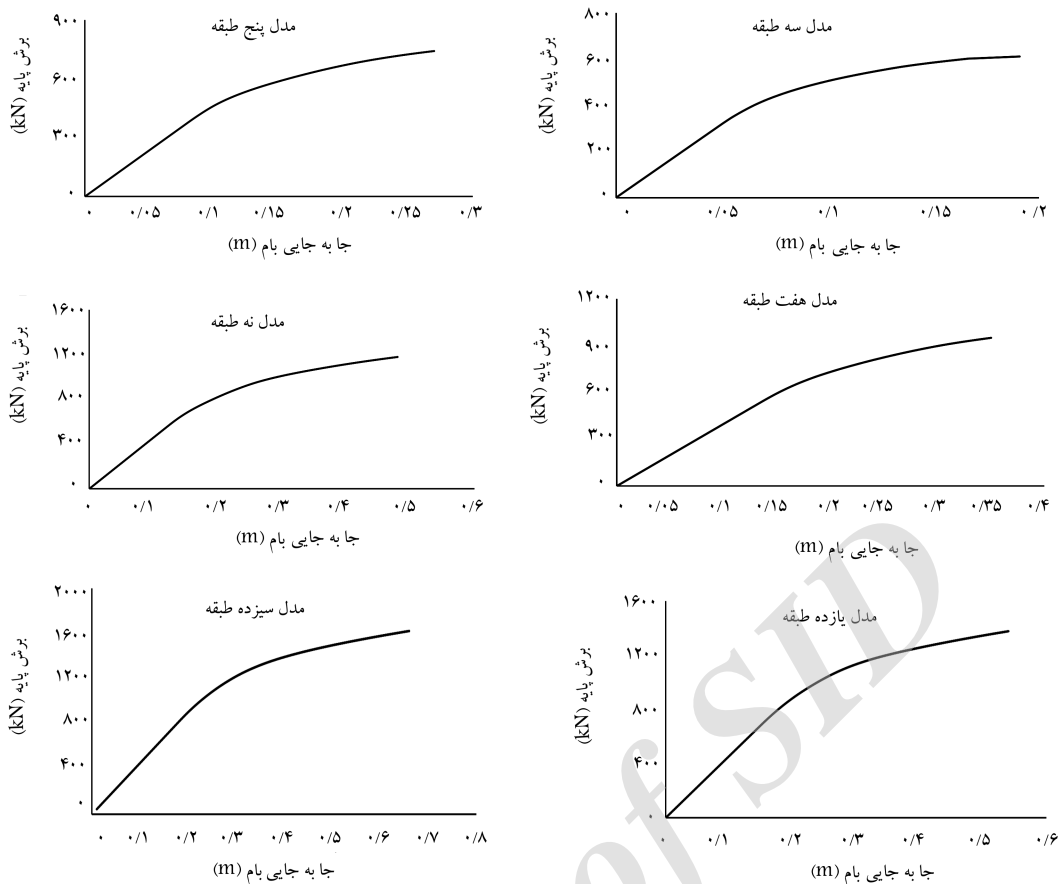 مدل سه طبقه
برش پایه (kN)
۸۰۰
۶۰۰
۴۰۰
۲۰۰
۰
۰ ۰/۰۵ ۰/۱ ۰/۱۵ ۰/۲
جا به جایی بام (m)
مدل پنج طبقه
برش پایه (kN)
۹۰۰
۶۰۰
۳۰۰
۰
۰ ۰/۰۵ ۰/۱ ۰/۱۵ ۰/۲ ۰/۲۵ ۰/۳
جا به جایی بام (m)
مدل هفت طبقه
برش پایه (kN)
۱۲۰۰
۹۰۰
۶۰۰
۳۰۰
۰
۰ ۰/۰۵ ۰/۱ ۰/۱۵ ۰/۲ ۰/۲۵ ۰/۳ ۰/۳۵ ۰/۴
جا به جایی بام (m)
مدل نه طبقه
برش پایه (kN)
۱۶۰۰
۱۲۰۰
۸۰۰
۴۰۰
۰
۰ ۰/۱ ۰/۲ ۰/۳ ۰/۴ ۰/۵ ۰/۶
جا به جایی بام (m)
مدل یازده طبقه
برش پایه (kN)
۱۶۰۰
۱۲۰۰
۸۰۰
۴۰۰
۰
۰ ۰/۱ ۰/۲ ۰/۳ ۰/۴ ۰/۵ ۰/۶
جا به جایی بام (m)
مدل سیزده طبقه
برش پایه (kN)
۲۰۰۰
۱۶۰۰
۱۲۰۰
۸۰۰
۴۰۰
۰
۰ ۰/۱ ۰/۲ ۰/۳ ۰/۴ ۰/۵ ۰/۶ ۰/۷ ۰/۸
جا به جایی بام (m)
of SID